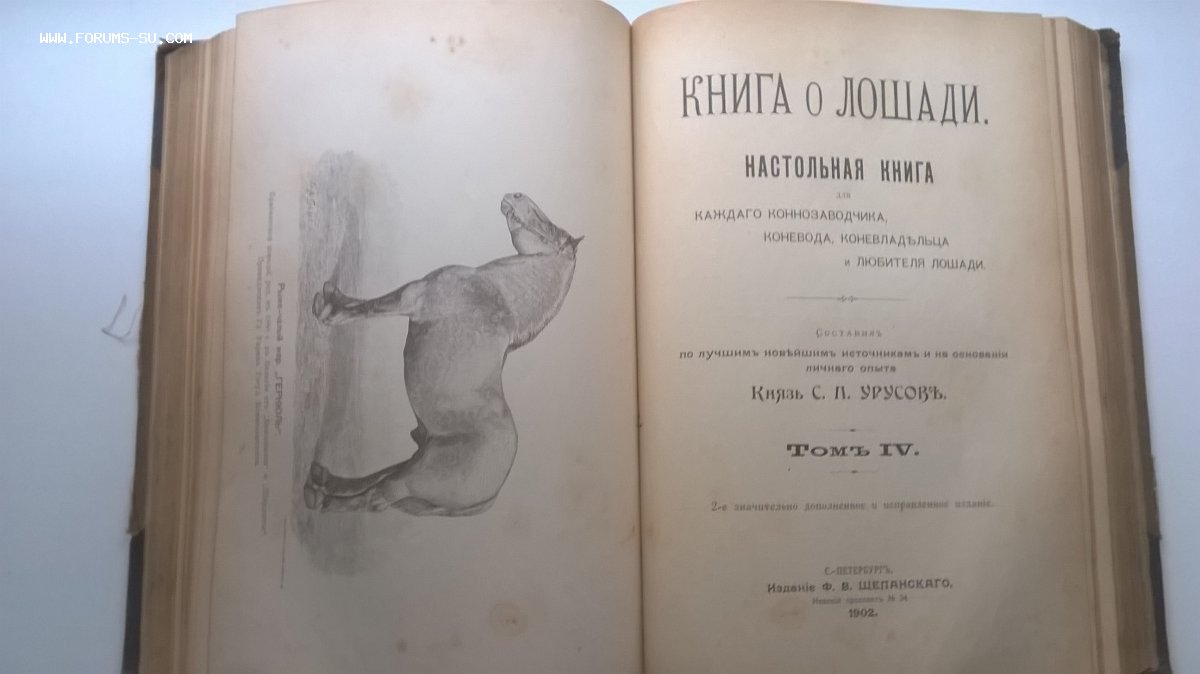 WWW.FORUMS-SU.COM
КНИГА О ЛОШАДИ.
НАСТОЛЬНАЯ КНИГА
для
КАЖДАГО КОННОЗАВОДЧИКА,
КОНЕВОДА, КОНЕВЛАДѢЛЬЦА
и ЛЮБИТЕЛЯ ЛОШАДИ.
Составилъ
по лучшимъ новѣйшимъ источникамъ и на основаніи
личнаго опыта
Князь С. П. УРУСОВЪ.
Томъ IV.
2-е значительно дополненное и исправленное изданіе.
С.-ПЕТЕРБУРГЪ.
Изданіе Ф. В. ЩЕПАНСКАГО.
Невскій проспектъ № 34
1902.